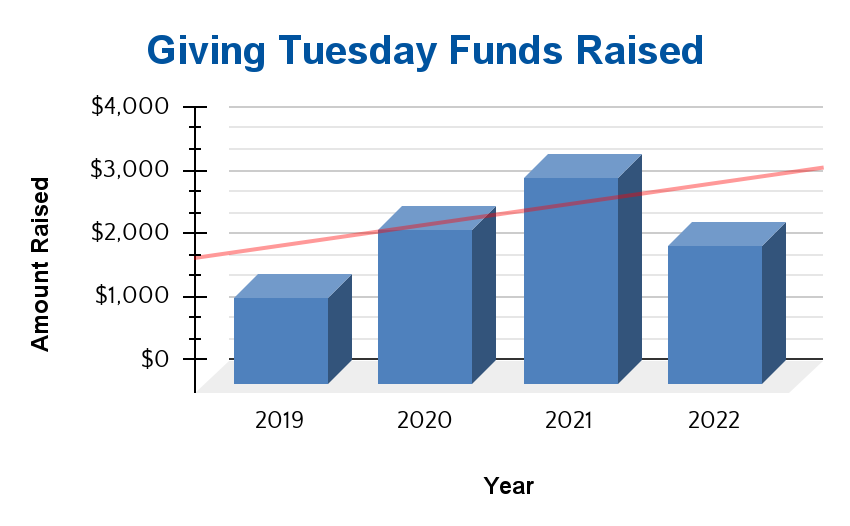 Giving Tuesday Funds Raised
$4,000
$3,000
$2,000
$1,000
$0
Amount Raised
2019 2020 2021 2022
Year